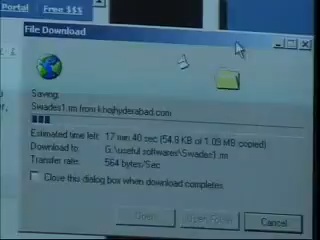 Portal
Free $$$
File Download
Saving:
Swades1.rm from khojhyderabad.com
Estimated time left: 17 min 40 sec (54.8 KB of 1.09 MB copied)
Download to: G:\useful softwares\Swades1.rm
Transfer rate: 564 bytes/Sec
Close this dialog box when download completes
Open
Open Folder
Cancel